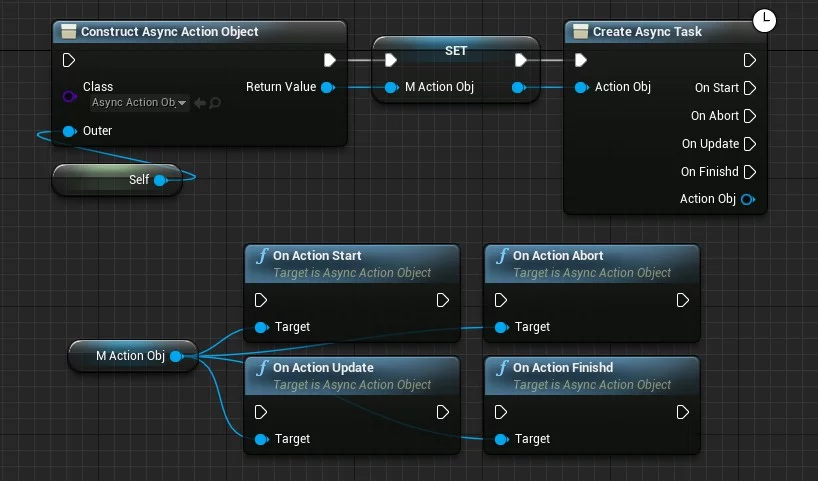 Construct Async Action Object
Class
Async Action Ob
Return Value
Outer
Self
SET
M Action Obj
Create Async Task
Action Obj
On Start
On Abort
On Update
On Finishd
Action Obj
M Action Obj
f On Action Start
Target is Async Action Object
Target
f On Action Abort
Target is Async Action Object
Target
f On Action Update
Target is Async Action Object
Target
f On Action Finishd
Target is Async Action Object
Target